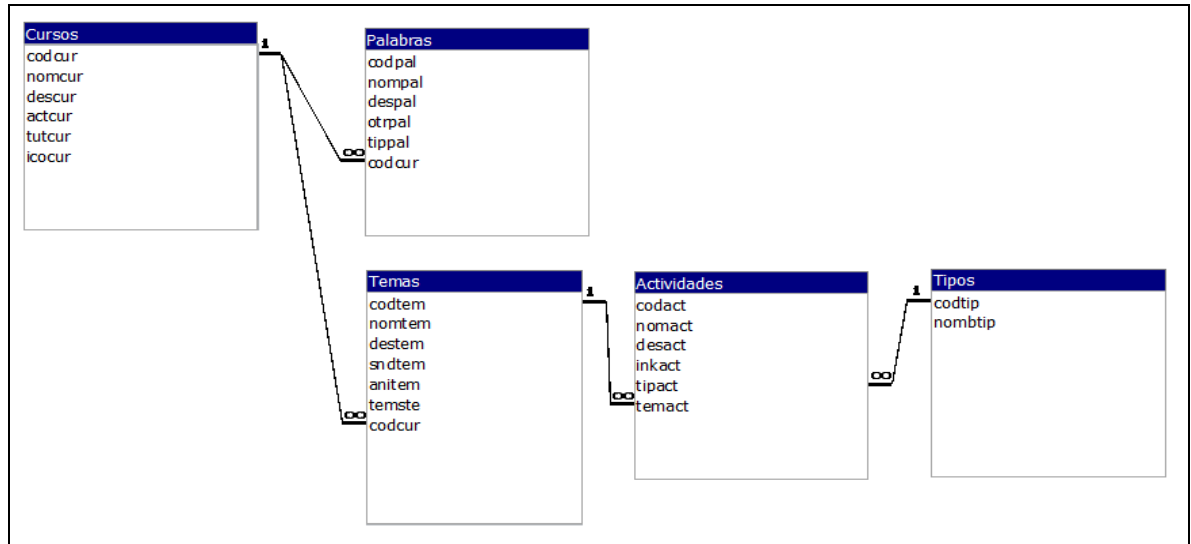 Cursos
codcur
nomcur
descur
actcur
tutcur
icocur
1
Palabras
codpal
nompal
despal
otrpal
tippal
codcur
∞
Temas
codtem
nomtem
destem
sndtem
anitem
temste
codcur
∞
1
Actividades
codact
nomact
desact
inkact
tipact
temact
∞
∞
Tipos
codtip
nombtip
1